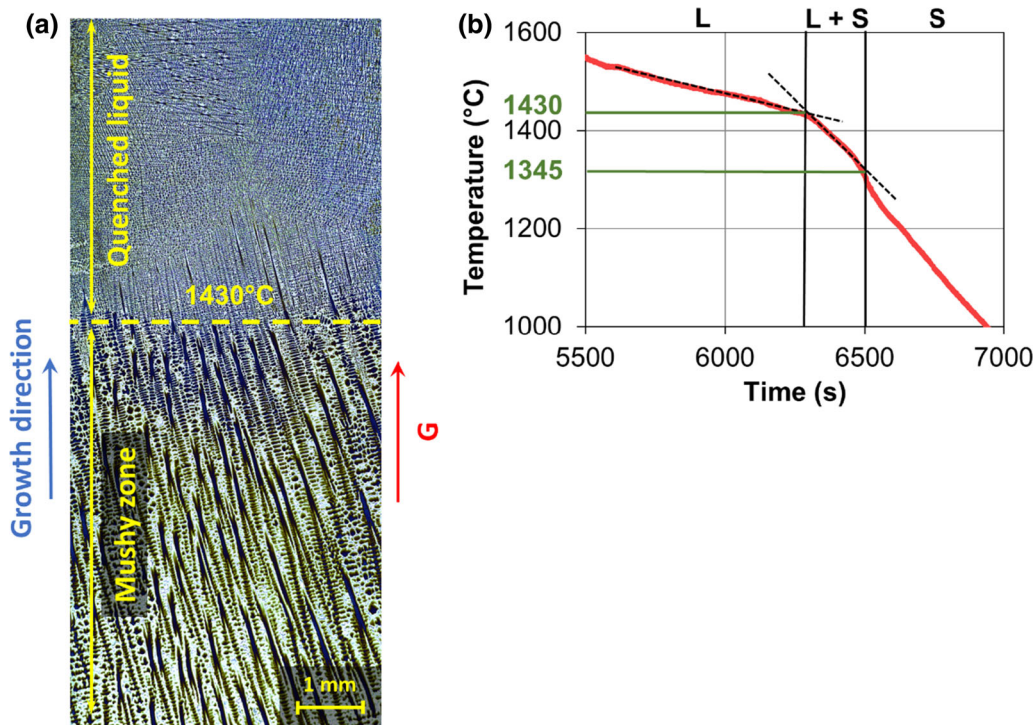 (a)
Quenched liquid
1430°C
Growth direction
Mushy zone
G
1 mm
(b)
L L + S S
Temperature (°C)
1600
1430
1400
1345
1200
1000
5500 6000 6500 7000
Time (s)